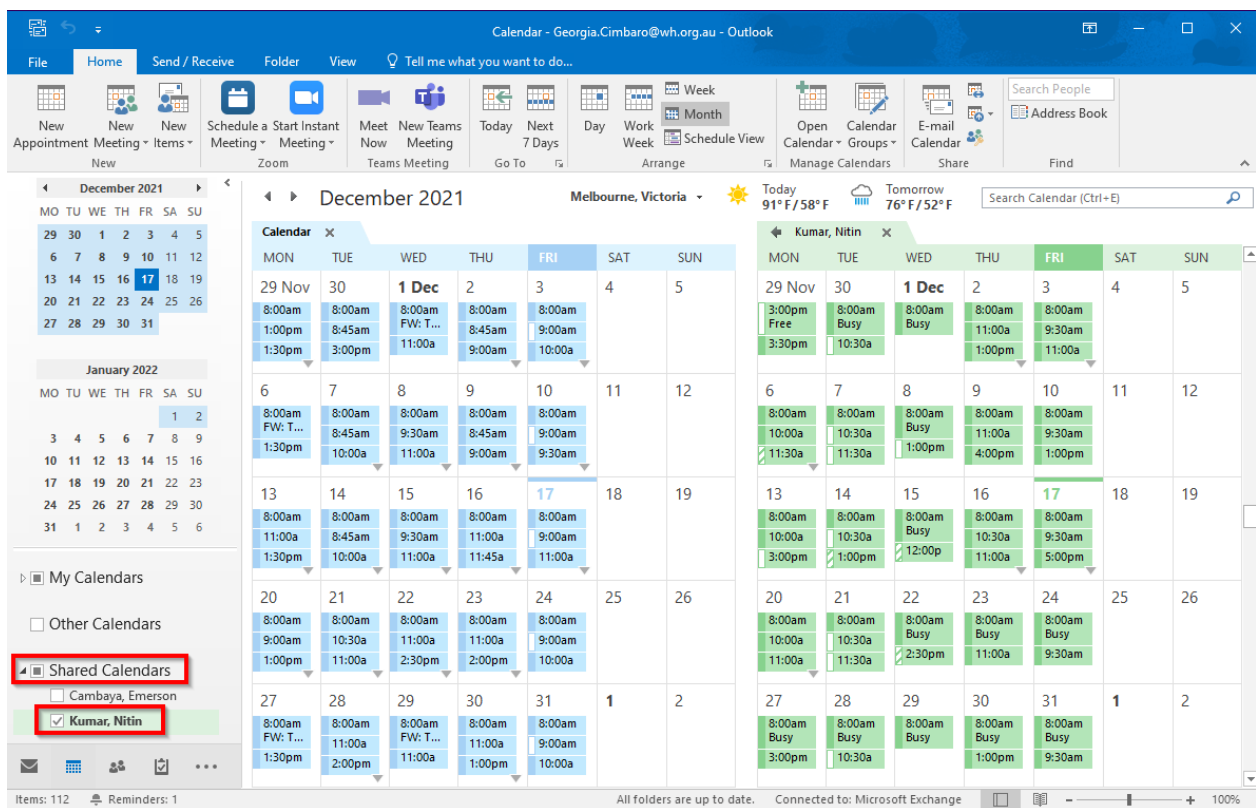 Calendar - Georgia.Cimbaro@wh.org.au - Outlook
File Home Send / Receive Folder View Tell me what you want to do...
New Appointment
New Meeting
New Items
New
Schedule a Meeting
Start Instant Meeting
Zoom
Meet Now
New Teams Meeting
Teams Meeting
Today
Next 7 Days
Go To
Day
Work Week
Week
Month
Schedule View
Arrange
Open Calendar
Calendar Groups
Manage Calendars
E-mail Calendar
Share
Search People
Address Book
Find
December 2021
MO TU WE TH FR SA SU
29 30 1 2 3 4 5
6 7 8 9 10 11 12
13 14 15 16 17 18 19
20 21 22 23 24 25 26
27 28 29 30 31
January 2022
MO TU WE TH FR SA SU
1 2
3 4 5 6 7 8 9
10 11 12 13 14 15 16
17 18 19 20 21 22 23
24 25 26 27 28 29 30
31 1 2 3 4 5 6
My Calendars
Other Calendars
Shared Calendars
Cambaya, Emerson
Kumar, Nitin
December 2021
Melbourne, Victoria
Today
91°F/58°F
Tomorrow
76°F/52°F
Search Calendar (Ctrl+E)
Calendar
MON TUE WED THU FRI SAT SUN
29 Nov 30 1 Dec 2 3 4 5
8:00am 8:00am 8:00am 8:00am 8:00am
1:00pm 8:45am FW: T... 8:45am 9:00am
1:30pm 3:00pm 11:00a 9:00am 10:00a
6 7 8 9 10 11 12
8:00am 8:00am 8:00am 8:00am 8:00am
FW: T... 8:45am 9:30am 8:45am 9:00am
1:30pm 10:00a 11:00a 9:00am 9:30am
13 14 15 16 17 18 19
8:00am 8:00am 8:00am 8:00am 8:00am
11:00a 8:45am 9:30am 11:00a 9:00am
1:30pm 10:00a 11:00a 11:45a 11:00a
20 21 22 23 24 25 26
8:00am 8:00am 8:00am 8:00am 8:00am
9:00am 10:30a 11:00a 11:00a 9:00am
1:00pm 11:00a 2:30pm 2:00pm 10:00a
27 28 29 30 31 1 2
8:00am 8:00am 8:00am 8:00am 8:00am
FW: T... 11:00a FW: T... 11:00a 9:00am
1:30pm 2:00pm 11:00a 1:00pm 10:00a
Kumar, Nitin
MON TUE WED THU FRI SAT SUN
29 Nov 30 1 Dec 2 3 4 5
3:00pm 8:00am 8:00am 8:00am 8:00am
Free Busy Busy 11:00a 9:30am
3:30pm 10:30a 1:00pm 11:00a
6 7 8 9 10 11 12
8:00am 8:00am 8:00am 8:00am 8:00am
10:00a 10:30a Busy 11:00a 9:30am
11:30a 11:30a 1:00pm 4:00pm 1:00pm
13 14 15 16 17 18 19
8:00am 8:00am 8:00am 8:00am 8:00am
10:00a 10:30a Busy 10:30a 9:30am
3:00pm 1:00pm 12:00p 11:00a 5:00pm
20 21 22 23 24 25 26
8:00am 8:00am 8:00am 8:00am 8:00am
10:00a 10:30a Busy Busy Busy
11:00a 11:30a 2:30pm 11:00a 9:30am
27 28 29 30 31 1 2
8:00am 8:00am 8:00am 8:00am 8:00am
Busy Busy Busy Busy Busy
3:00pm 10:30a 1:00pm 9:30am
Items: 112 Reminders: 1 All folders are up to date. Connected to: Microsoft Exchange 100%